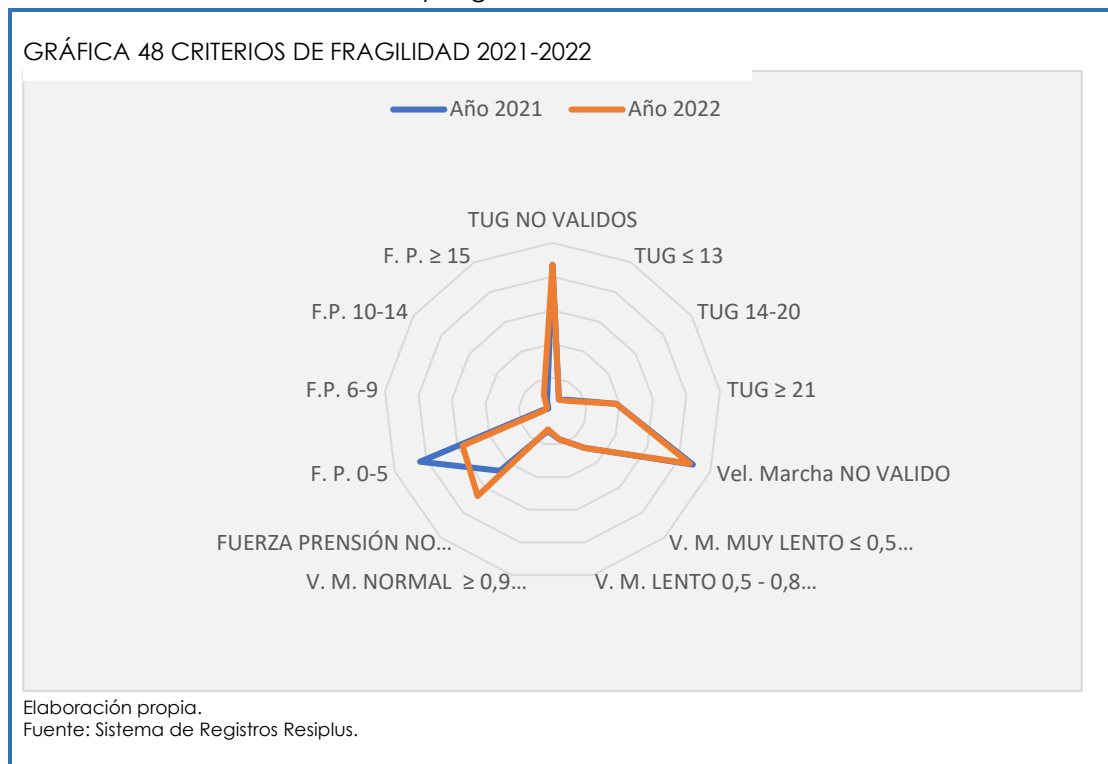 GRÁFICA 48 CRITERIOS DE FRAGILIDAD 2021-2022
Año 2021 Año 2022
TUG NO VALIDOS
TUG ≤ 13
TUG 14-20
TUG ≥ 21
Vel. Marcha NO VALIDO
V. M. MUY LENTO ≤ 0,5...
V. M. LENTO 0,5 - 0,8...
V. M. NORMAL ≥ 0,9...
FUERZA PRENSIÓN NO...
F. P. 0-5
F.P. 6-9
F.P. 10-14
F. P. ≥ 15
Elaboración propia.
Fuente: Sistema de Registros Resiplus.